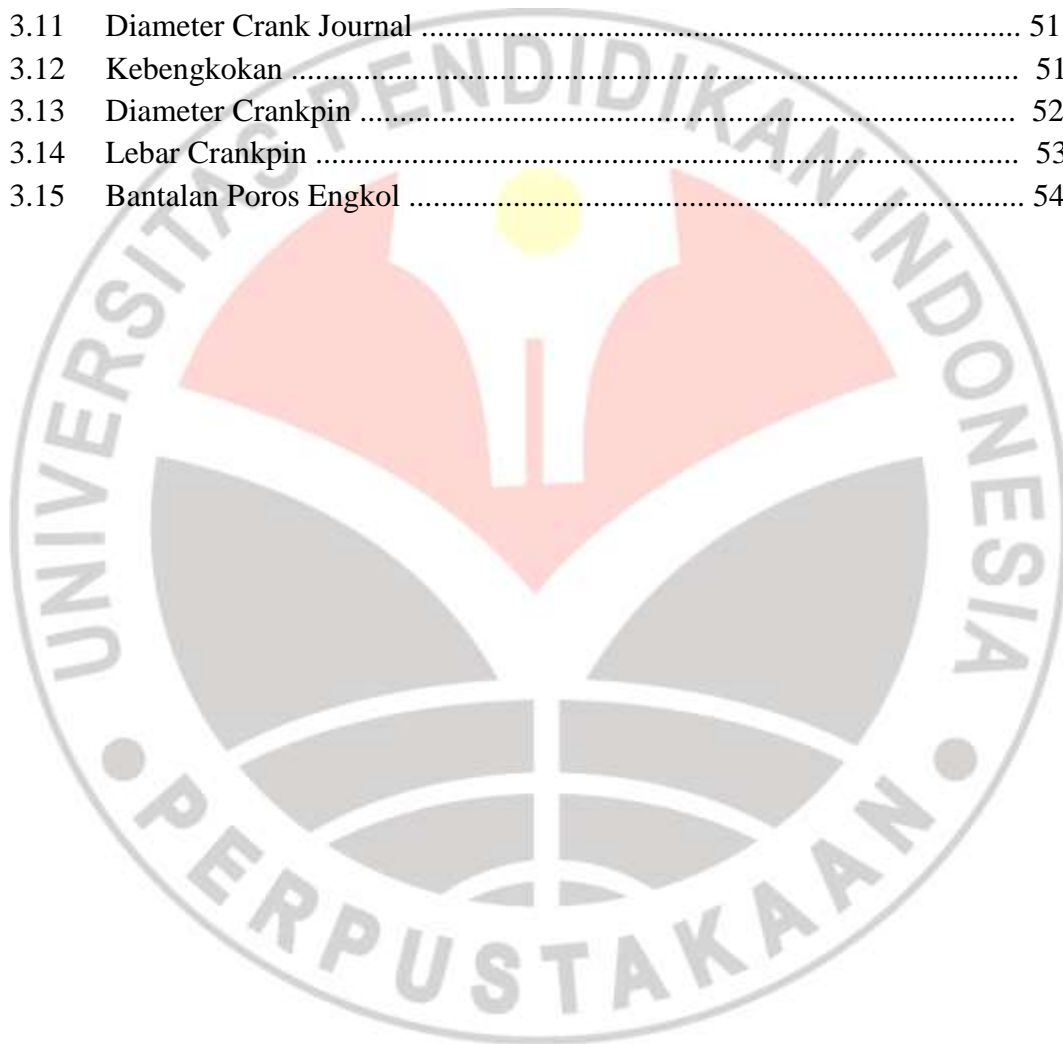 3.11 Diameter Crank Journal ........................................................................... 51
3.12 Kebengkokan ........................................................................................... 51
3.13 Diameter Crankpin .................................................................................. 52
3.14 Lebar Crankpin ........................................................................................ 53
3.15 Bantalan Poros Engkol ............................................................................. 54
UNIVERSITAS PENDIDIKAN INDONESIA
PERPUSTAKAAN